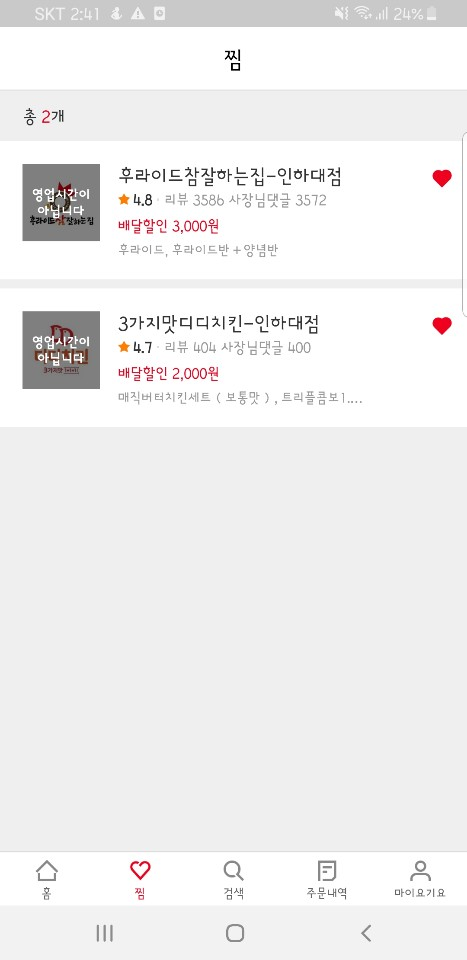 SKT 2:41
24%
찜
총 2개
영업시간이
아닙니다
후라이드참잘하는집
후라이드참잘하는집-인하대점
4.8 · 리뷰 3586 사장님댓글 3572
배달할인 3,000원
후라이드, 후라이드반+양념반
영업시간이
아닙니다
3가지맛
3가지맛디디치킨-인하대점
4.7 · 리뷰 404 사장님댓글 400
배달할인 2,000원
매직버터치킨세트 ( 보통맛 ) , 트리플콤보1....
홈
찜
검색
주문내역
마이요기요